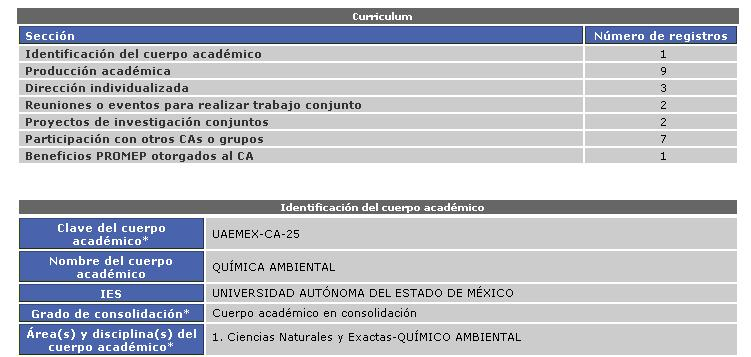 Curriculum
Sección Número de registros
Identificación del cuerpo académico 1
Producción académica 9
Dirección individualizada 3
Reuniones o eventos para realizar trabajo conjunto 2
Proyectos de investigación conjuntos 2
Participación con otros CAs o grupos 7
Beneficios PROMEP otorgados al CA 1
Identificación del cuerpo académico
Clave del cuerpo
académico* UAEMEX-CA-25
Nombre del cuerpo
académico QUÍMICA AMBIENTAL
IES UNIVERSIDAD AUTÓNOMA DEL ESTADO DE MÉXICO
Grado de consolidación* Cuerpo académico en consolidación
Área(s) y disciplina(s) del
cuerpo académico* 1. Ciencias Naturales y Exactas-QUÍMICO AMBIENTAL